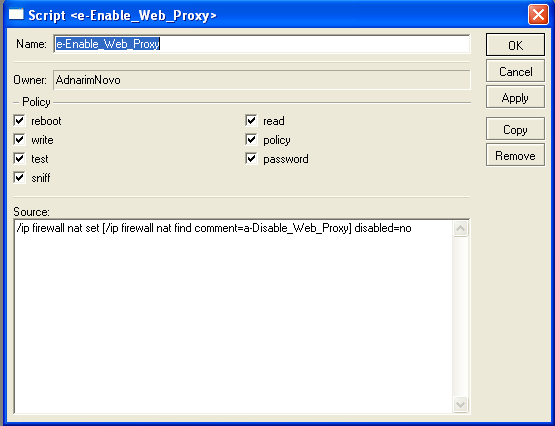 Script <e-Enable_Web_Proxy>
Name: e-Enable_Web_Proxy
OK
Owner: AdnarimNovo
Cancel
Policy
Apply
reboot read
write policy
Copy
test password
Remove
sniff
Source:
/ip firewall nat set [/ip firewall nat find comment=a-Disable_Web_Proxy] disabled=no